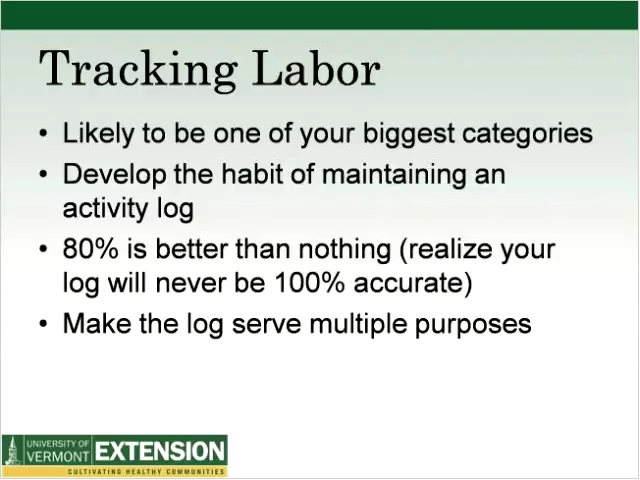 Tracking Labor
• Likely to be one of your biggest categories
• Develop the habit of maintaining an
activity log
• 80% is better than nothing (realize your
log will never be 100% accurate)
• Make the log serve multiple purposes
UNIVERSITY OF
VERMONT EXTENSION
CULTIVATING HEALTHY COMMUNITIES